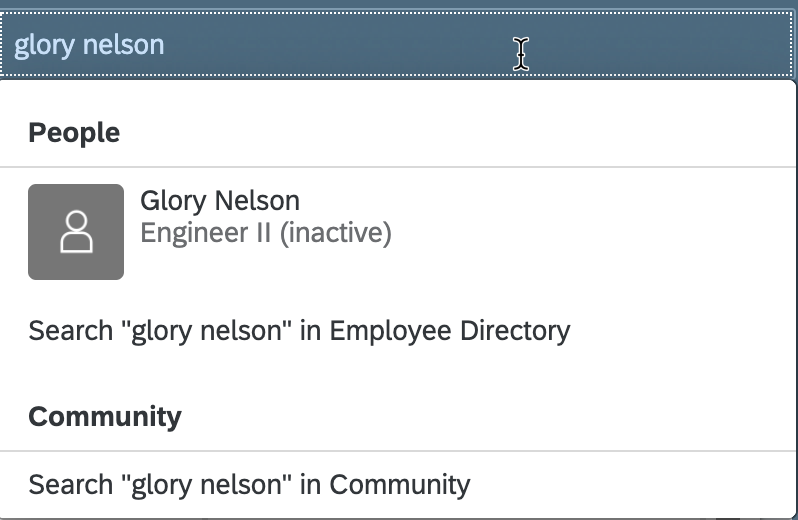 glory nelson
People
Glory Nelson
Engineer II (inactive)
Search "glory nelson" in Employee Directory
Community
Search "glory nelson" in Community